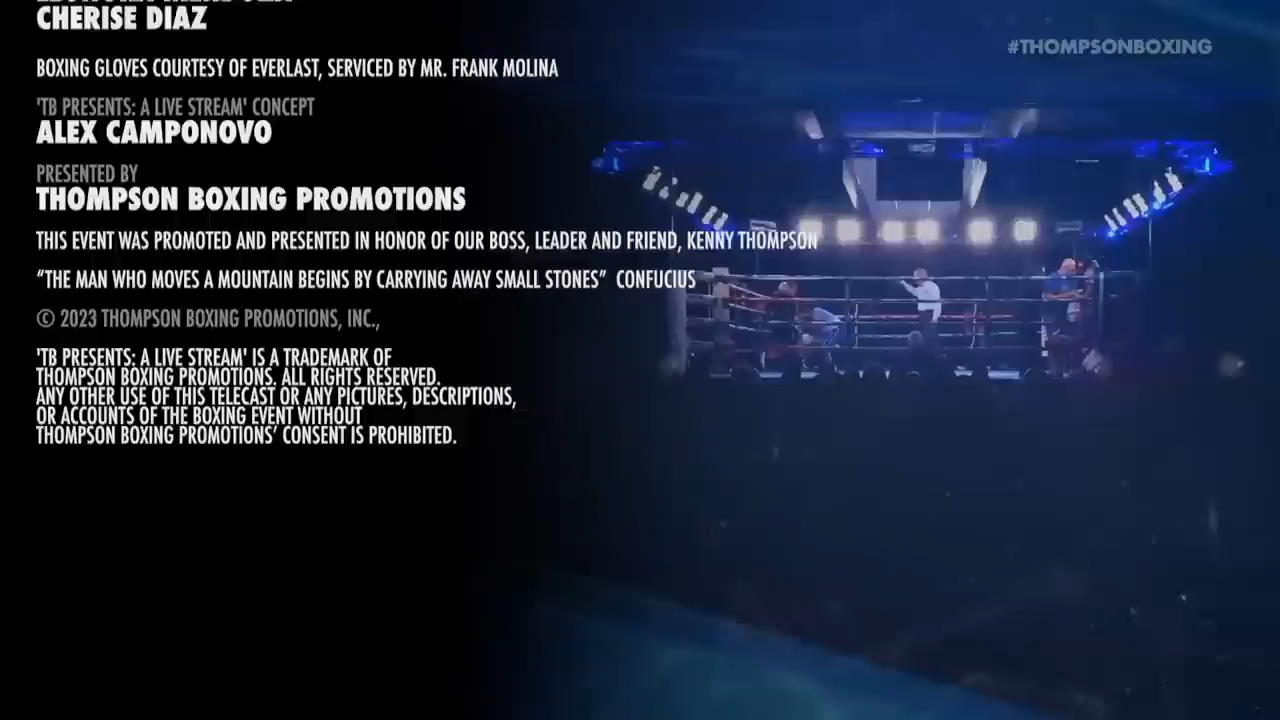 CHERISE DIAZ
#THOMPSONBOXING
BOXING GLOVES COURTESY OF EVERLAST, SERVICED BY MR. FRANK MOLINA
'TB PRESENTS: A LIVE STREAM' CONCEPT
ALEX CAMPONOVO
PRESENTED BY
THOMPSON BOXING PROMOTIONS
THIS EVENT WAS PROMOTED AND PRESENTED IN HONOR OF OUR BOSS, LEADER AND FRIEND, KENNY THOMPSON
“THE MAN WHO MOVES A MOUNTAIN BEGINS BY CARRYING AWAY SMALL STONES” CONFUCIUS
© 2023 THOMPSON BOXING PROMOTIONS, INC.,
'TB PRESENTS: A LIVE STREAM' IS A TRADEMARK OF
THOMPSON BOXING PROMOTIONS. ALL RIGHTS RESERVED.
ANY OTHER USE OF THIS TELECAST OR ANY PICTURES, DESCRIPTIONS,
OR ACCOUNTS OF THE BOXING EVENT WITHOUT
THOMPSON BOXING PROMOTIONS’ CONSENT IS PROHIBITED.